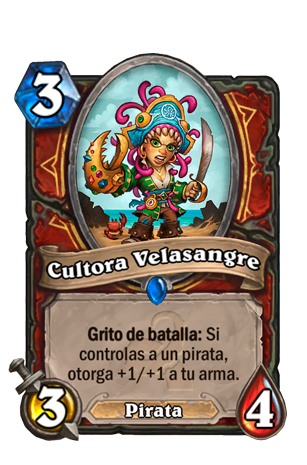 3
Cultora Velasangre
Grito de batalla: Si
controlas a un pirata,
otorga +1/+1 a tu arma.
3
Pirata
4